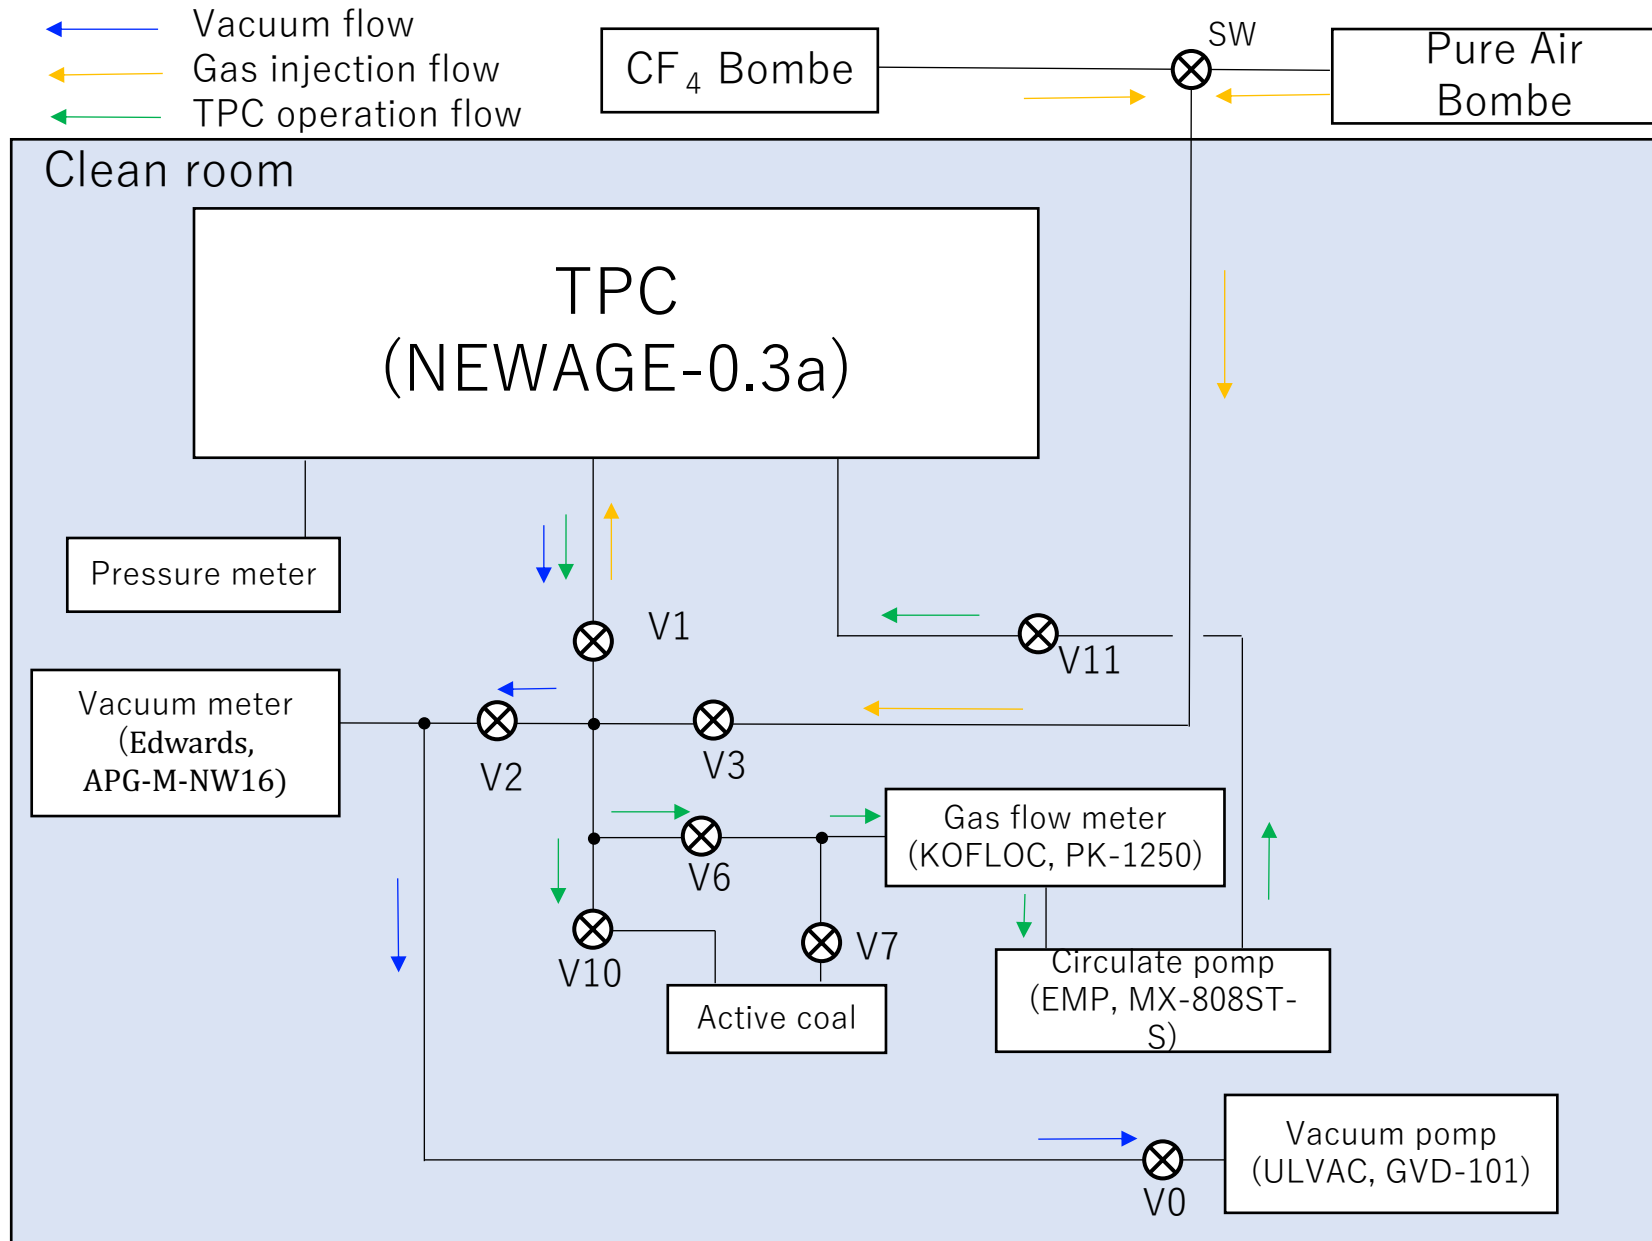 Vacuum flow
Gas injection flow
TPC operation flow
CF4 Bombe
SW
Pure Air
Bombe
Clean room
TPC
(NEWAGE-0.3a)
Pressure meter
V1
V11
Vacuum meter
(Edwards,
APG-M-NW16)
V2
V3
Gas flow meter
(KOFLOC, PK-1250)
V6
V7
V10
Active coal
Circulate pomp
(EMP, MX-808ST-
S)
Vacuum pomp
(ULVAC, GVD-101)
V0